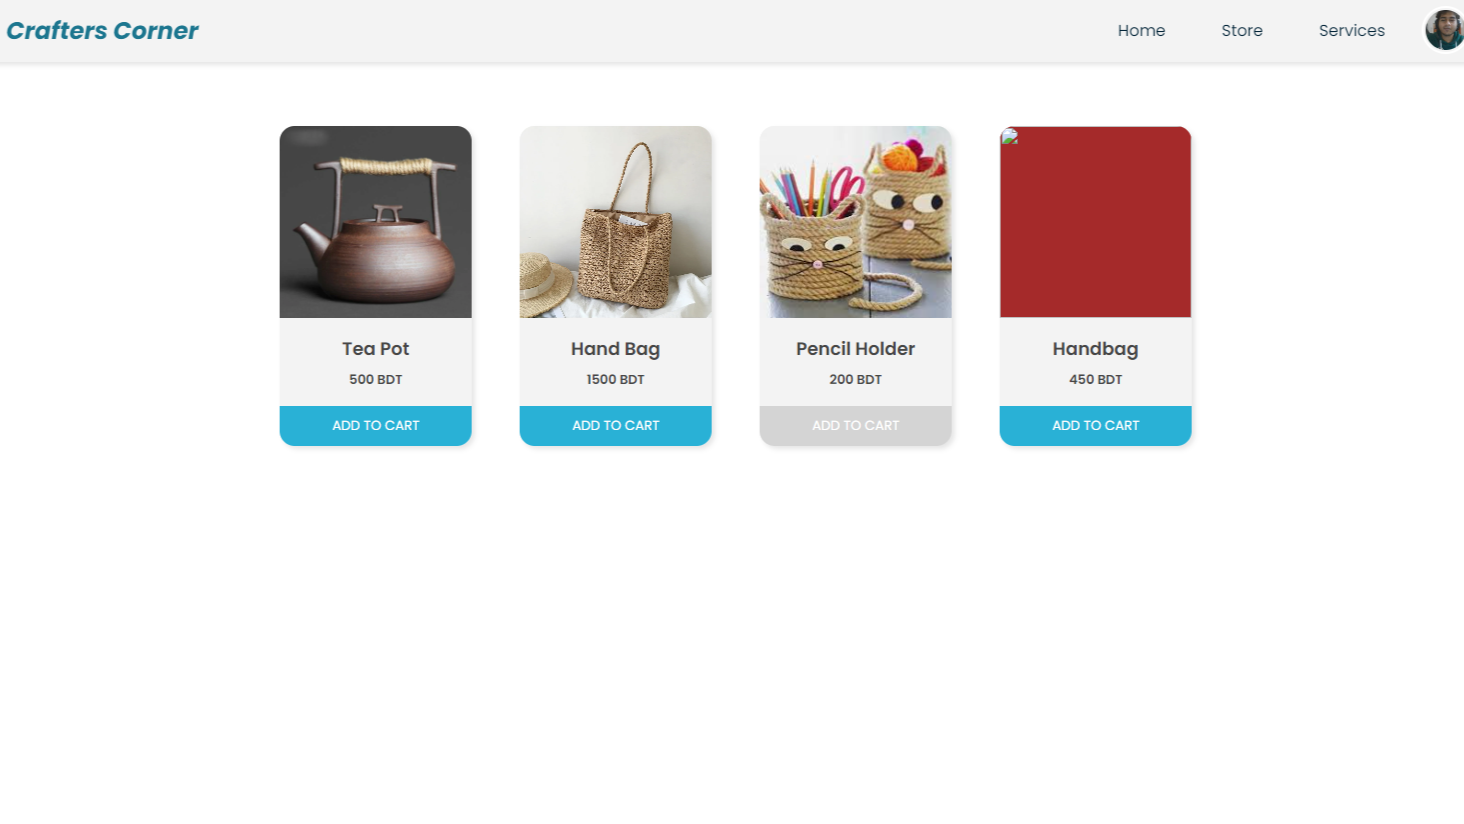 Crafters Corner
Home
Store
Services
Tea Pot
500 BDT
ADD TO CART
Hand Bag
1500 BDT
ADD TO CART
Pencil Holder
200 BDT
ADD TO CART
Handbag
450 BDT
ADD TO CART